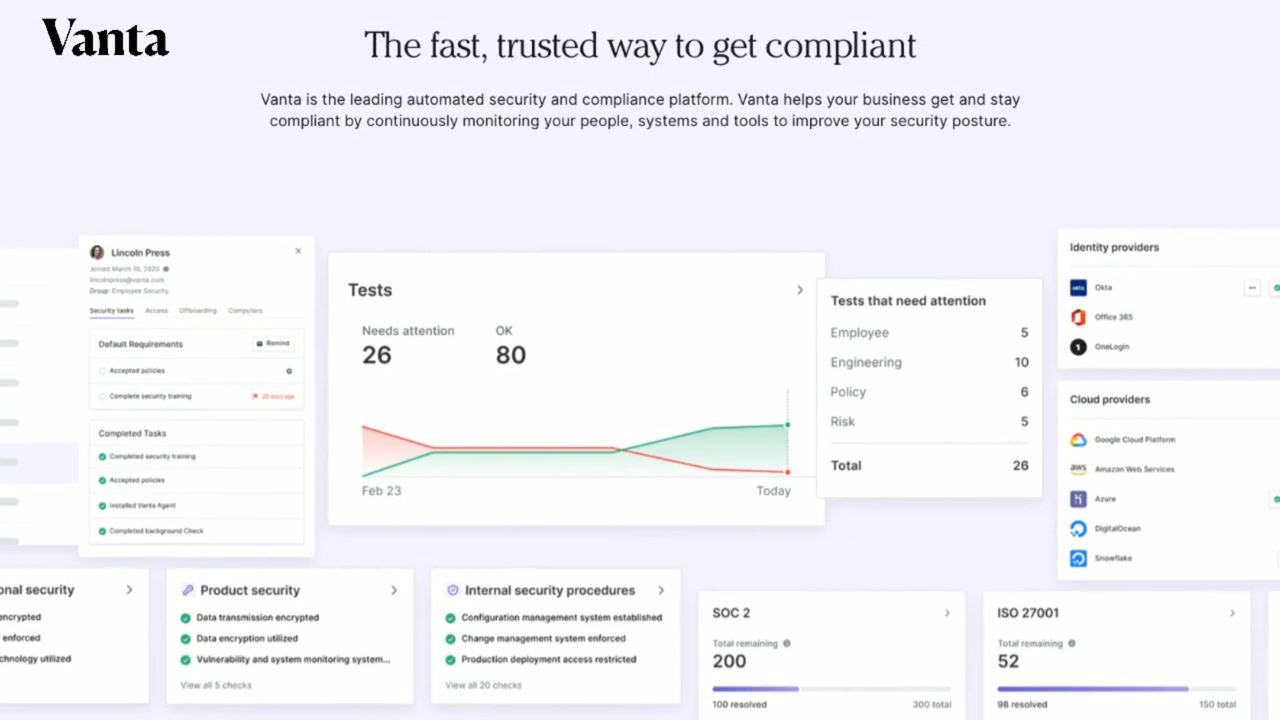 Vanta
The fast, trusted way to get compliant
Vanta is the leading automated security and compliance platform. Vanta helps your business get and stay
compliant by continuously monitoring your people, systems and tools to improve your security posture.
Lincoln Press
Joined March 10, 2020
lincolnpress@vanta.com
Group: Employee Security
Security tasks Access Offboarding Computers
Default Requirements Remind
Accepted policies
Complete security training 20 days ago
Completed Tasks
Completed security training
Accepted policies
Installed Vanta Agent
Completed background Check
Tests
Needs attention OK
26 80
Feb 23 Today
Tests that need attention
Employee 5
Engineering 10
Policy 6
Risk 5
Total 26
Identity providers
Okta
Office 365
OneLogin
Cloud providers
Google Cloud Platform
aws Amazon Web Services
Azure
DigitalOcean
Snowflake
onal security
encrypted
enforced
chnology utilized
Product security
Data transmission encrypted
Data encryption utilized
Vulnerability and system monitoring system...
View all 5 checks
Internal security procedures
Configuration management system established
Change management system enforced
Production deployment access restricted
View all 20 checks
SOC 2
Total remaining
200
100 resolved 300 total
ISO 27001
Total remaining
52
98 resolved 150 total